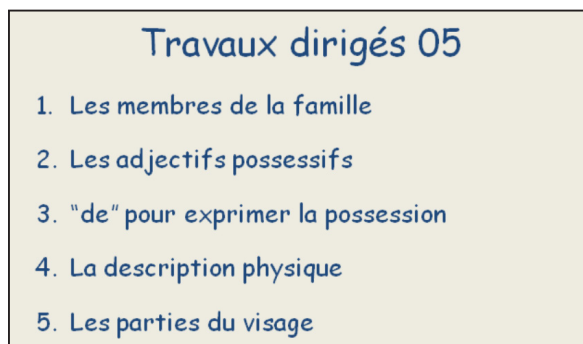 Travaux dirigés 05
1. Les membres de la famille
2. Les adjectifs possessifs
3. "de" pour exprimer la possession
4. La description physique
5. Les parties du visage